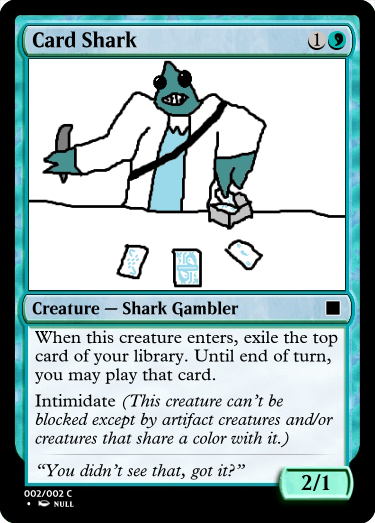 Card Shark 1
Creature — Shark Gambler
When this creature enters, exile the top
card of your library. Until end of turn,
you may play that card.
Intimidate (This creature can't be
blocked except by artifact creatures and/or
creatures that share a color with it.)
“You didn't see that, got it?”
2/1
002/002 C
• NULL